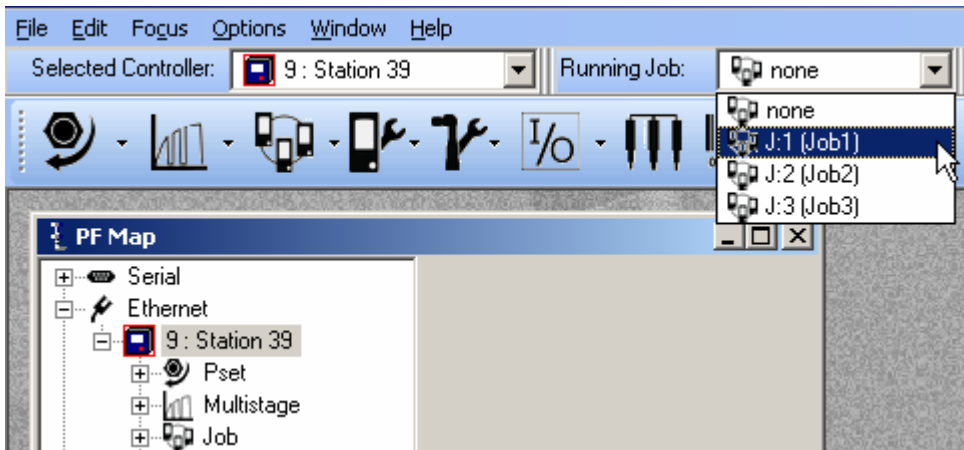 File Edit Focus Options Window Help
Selected Controller: 9 : Station 39 Running Job: none
none
J:1 (Job1)
J:2 (Job2)
J:3 (Job3)
I/O
PF Map
Serial
Ethernet
9 : Station 39
Pset
Multistage
Job